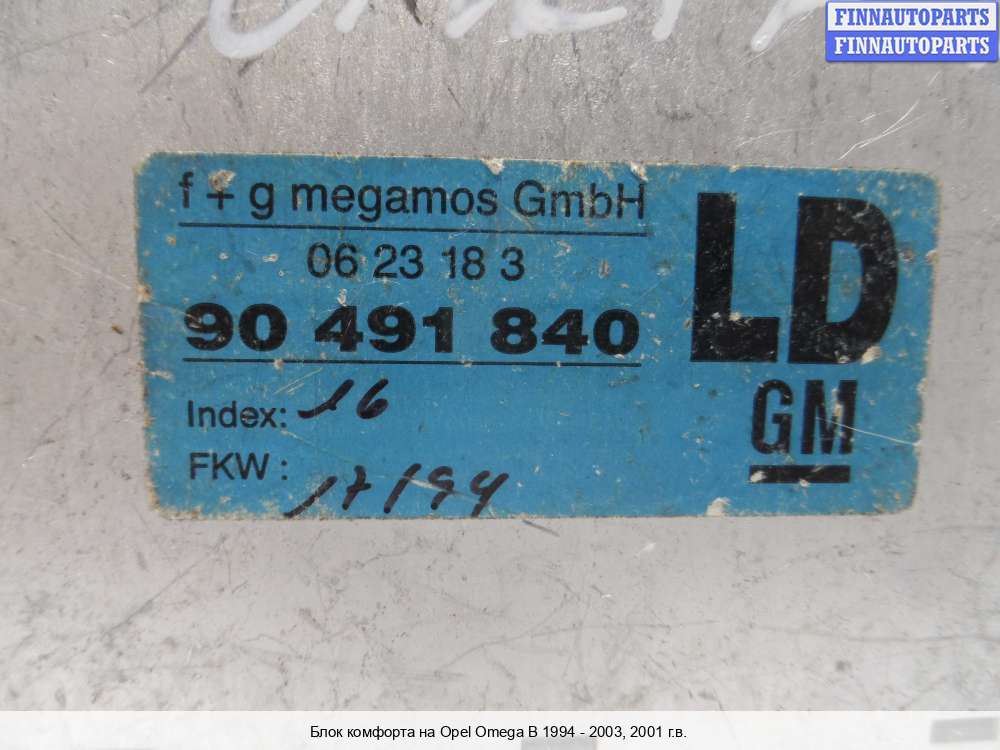 FINNAUTOPARTS
FINNAUTOPARTS
f + g megamos GmbH
06 23 18 3
90 491 840
LD
GM
Index: 16
FKW : 17/94
Блок комфорта на Opel Omega B 1994 - 2003, 2001 г.в.